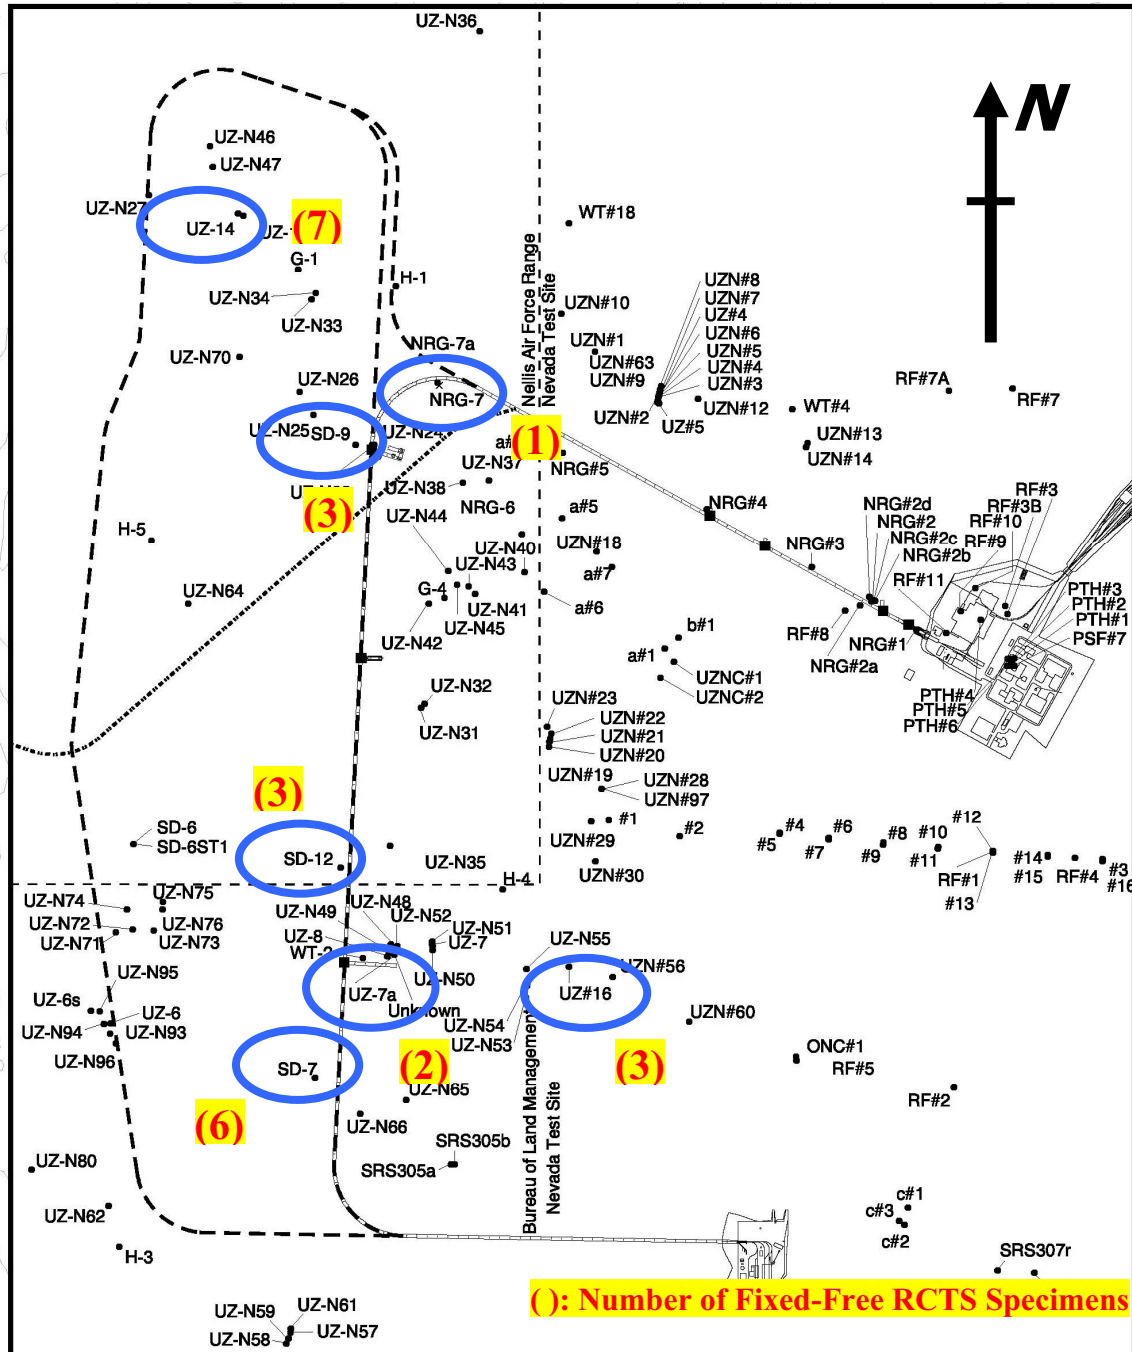 UZ-N36
N
UZ-N46
UZ-N47
UZ-N27
UZ-14
(7)
WT#18
G-1
H-1
UZ-N34
UZ-N33
Nellis Air Force Range
Nevada Test Site
UZN#10
UZN#8
UZN#7
UZ#4
UZN#6
UZN#5
UZN#4
UZN#3
UZN#2
UZ#5
UZN#12
UZN#1
UZN#63
UZN#9
NRG-7a
NRG-7
UZ-N70
UZ-N26
UZ-N25
SD-9
UZ-N24
(1)
(3)
RF#7A
RF#7
WT#4
UZN#13
UZN#14
UZ-N37
UZ-N38
NRG#5
NRG-6
a#5
NRG#4
UZ-N44
UZ-N40
UZN#18
UZ-N43
a#7
G-4
UZ-N41
a#6
UZ-N45
UZ-N42
H-5
UZ-N64
NRG#3
NRG#2d
NRG#2
NRG#2c
NRG#2b
RF#3
RF#3B
RF#10
RF#9
RF#11
PTH#3
PTH#2
PTH#1
PSF#7
RF#8
NRG#1
NRG#2a
PTH#4
PTH#5
PTH#6
b#1
a#1
UZNC#1
UZNC#2
UZ-N32
UZ-N31
UZN#23
UZN#22
UZN#21
UZN#20
UZN#19
UZN#28
UZN#97
(3)
#1
UZN#29
#2
UZN#30
#4
#5
#6
#7
#8
#9
#10
#11
#12
RF#1
#13
#14
#15
RF#4
#3
#16
SD-6
SD-6ST1
SD-12
UZ-N35
H-4
UZ-N75
UZ-N74
UZ-N76
UZ-N72
UZ-N71
UZ-N73
UZ-N48
UZ-N49
UZ-N52
UZ-N51
UZ-8
UZ-7
WT-2
UZ-N50
UZ-7a
Unknown
UZ-N55
UZN#56
UZ#16
UZ-N54
UZ-N53
UZN#60
UZ-N95
UZ-6s
UZ-6
UZ-N94
UZ-N93
UZ-N96
SD-7
(2)
(3)
(6)
ONC#1
RF#5
RF#2
UZ-N65
UZ-N66
SRS305b
SRS305a
Bureau of Land Management
Nevada Test Site
UZ-N80
UZ-N62
H-3
c#1
c#3
c#2
SRS307r
UZ-N61
UZ-N59
UZ-N57
UZ-N58
( ): Number of Fixed-Free RCTS Specimens